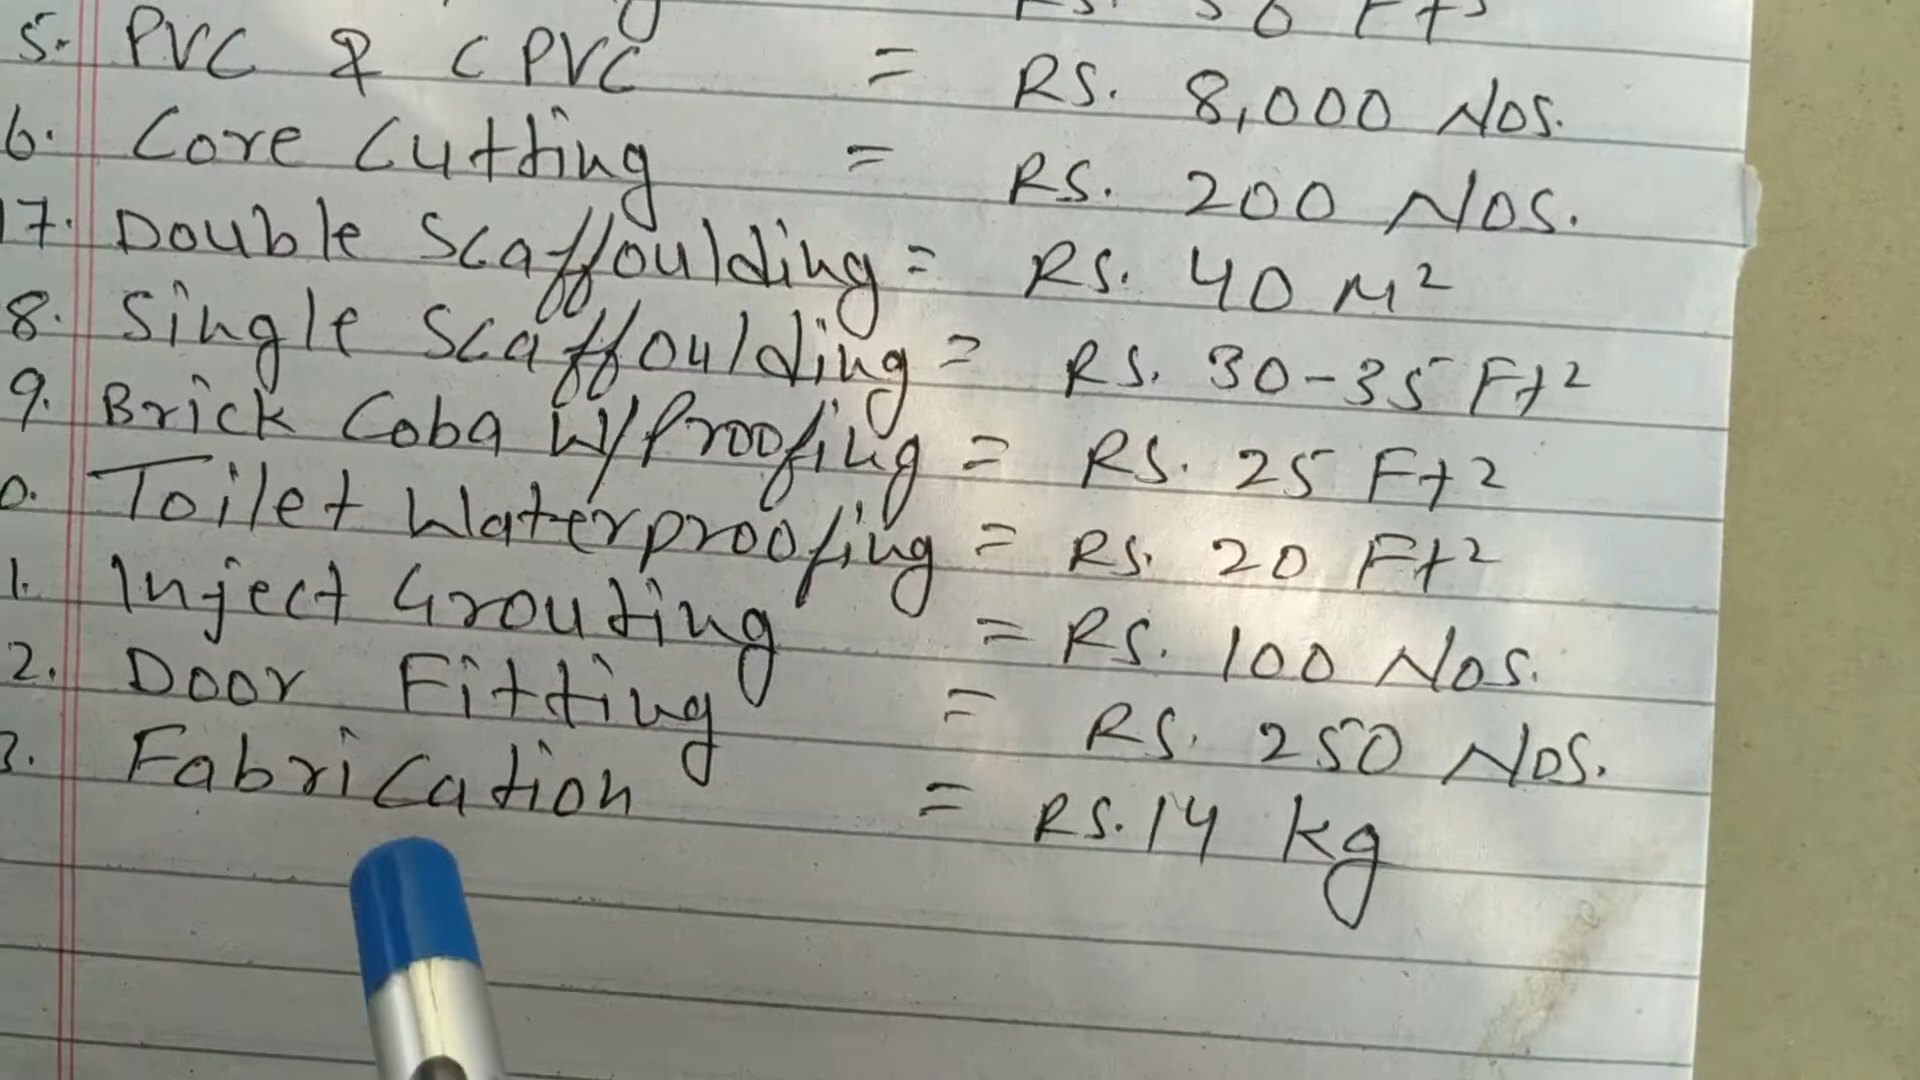 5. PVC & CPVC = RS. 8,000 Nos.
6. Core Cutting = RS. 200 Nos.
17. Double Scaffoulding = RS. 40 M²
8. Single Scaffoulding = RS. 30-35 Ft²
9. Brick Coba W/Proofing = RS. 25 Ft²
0. Toilet Waterproofing = RS. 20 Ft²
1. Inject Grouting = RS. 100 Nos.
2. Door Fitting = RS. 250 Nos.
3. Fabrication = RS. 14 kg